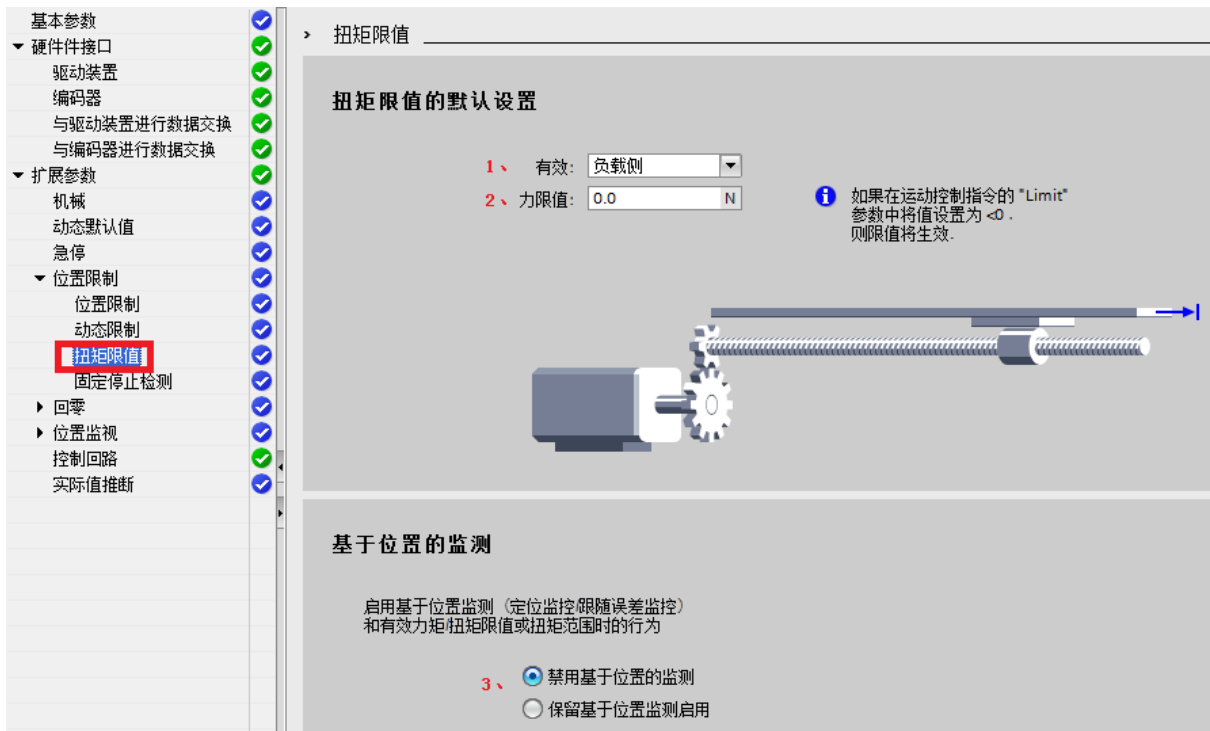 基本参数
硬件件接口
驱动装置
编码器
与驱动装置进行数据交换
与编码器进行数据交换
扩展参数
机械
动态默认值
急停
位置限制
位置限制
动态限制
扭矩限值
固定停止检测
回零
位置监视
控制回路
实际值推断
扭矩限值
扭矩限值的默认设置
1、 有效: 负载侧
2、 力限值: 0.0 N
如果在运动控制指令的 "Limit"
参数中将值设置为 <0 .
则限值将生效.
基于位置的监测
启用基于位置监测（定位监控/跟随误差监控）
和有效力矩/扭矩限值或扭矩范围时的行为
3、 禁用基于位置的监测
保留基于位置监测启用